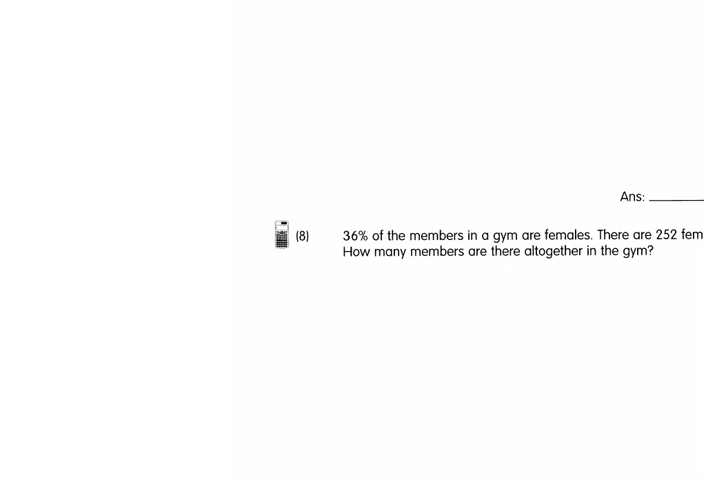 Ans:
(8) 36% of the members in a gym are females. There are 252 fem
How many members are there altogether in the gym?